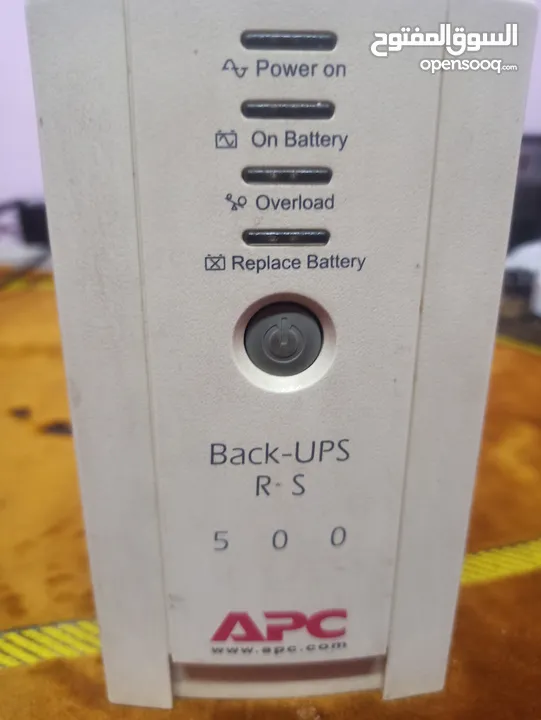 السوق المفتوح
opensooq.com
Power on
On Battery
Overload
Replace Battery
Back-UPS
R-S
5 0 0
APC
www.apc.com